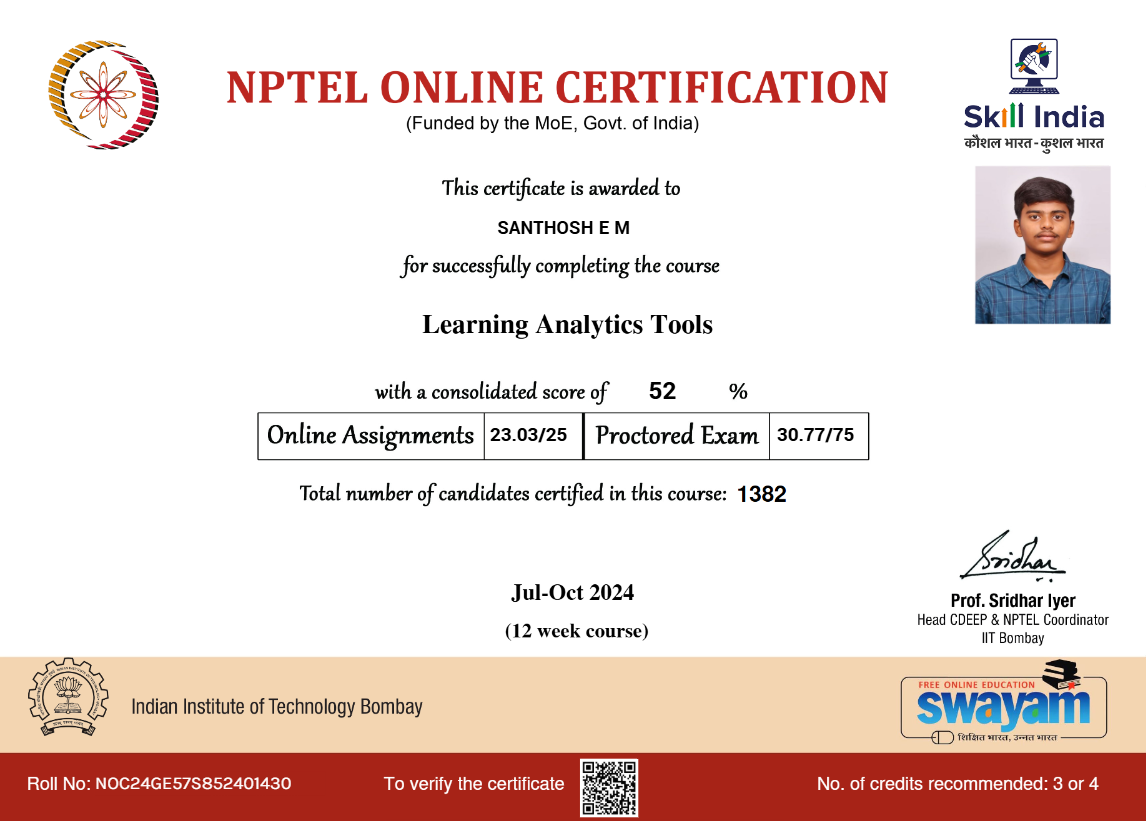 NPTEL ONLINE CERTIFICATION
(Funded by the MoE, Govt. of India)
Skill India
कौशल भारत - कुशल भारत
This certificate is awarded to
SANTHOSH E M
for successfully completing the course
Learning Analytics Tools
with a consolidated score of 52 %
Online Assignments 23.03/25 Proctored Exam 30.77/75
Total number of candidates certified in this course: 1382
Sridhar
Jul-Oct 2024
(12 week course)
Prof. Sridhar Iyer
Head CDEEP & NPTEL Coordinator
IIT Bombay
Indian Institute of Technology Bombay
FREE ONLINE EDUCATION
swayam
शिक्षित भारत, उन्नत भारत
Roll No: NOC24GE57S852401430 To verify the certificate No. of credits recommended: 3 or 4